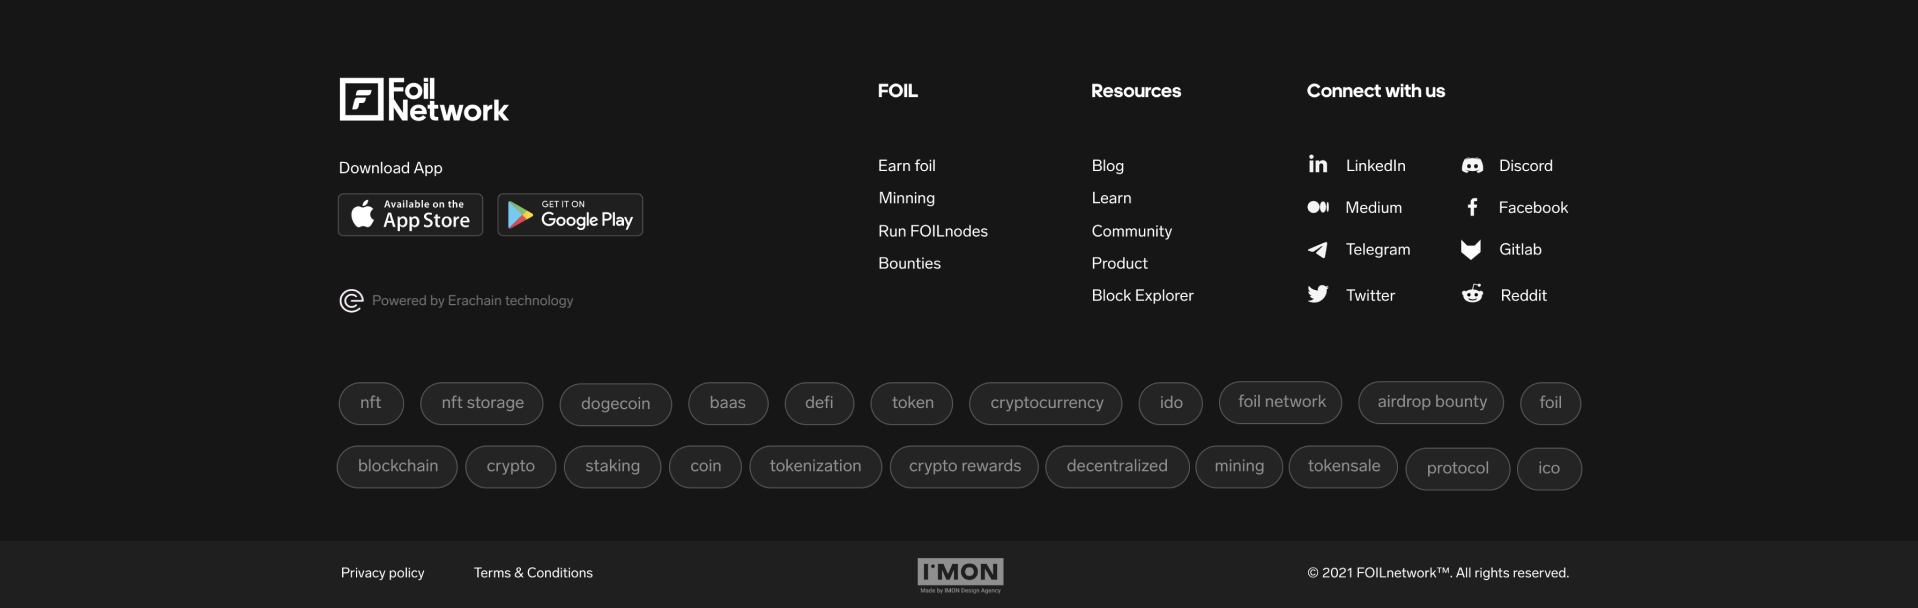 Foil
Network
Download App
Available on the
App Store
GET IT ON
Google Play
Powered by Erachain technology
FOIL
Earn foil
Minning
Run FOILnodes
Bounties
Resources
Blog
Learn
Community
Product
Block Explorer
Connect with us
LinkedIn
Medium
Telegram
Twitter
Discord
Facebook
Gitlab
Reddit
nft nft storage dogecoin baas defi token cryptocurrency ido foil network airdrop bounty foil
blockchain crypto staking coin tokenization crypto rewards decentralized mining tokensale protocol ico
Privacy policy Terms & Conditions
I'MON
Made by IMON Design Agency
© 2021 FOILnetwork™. All rights reserved.